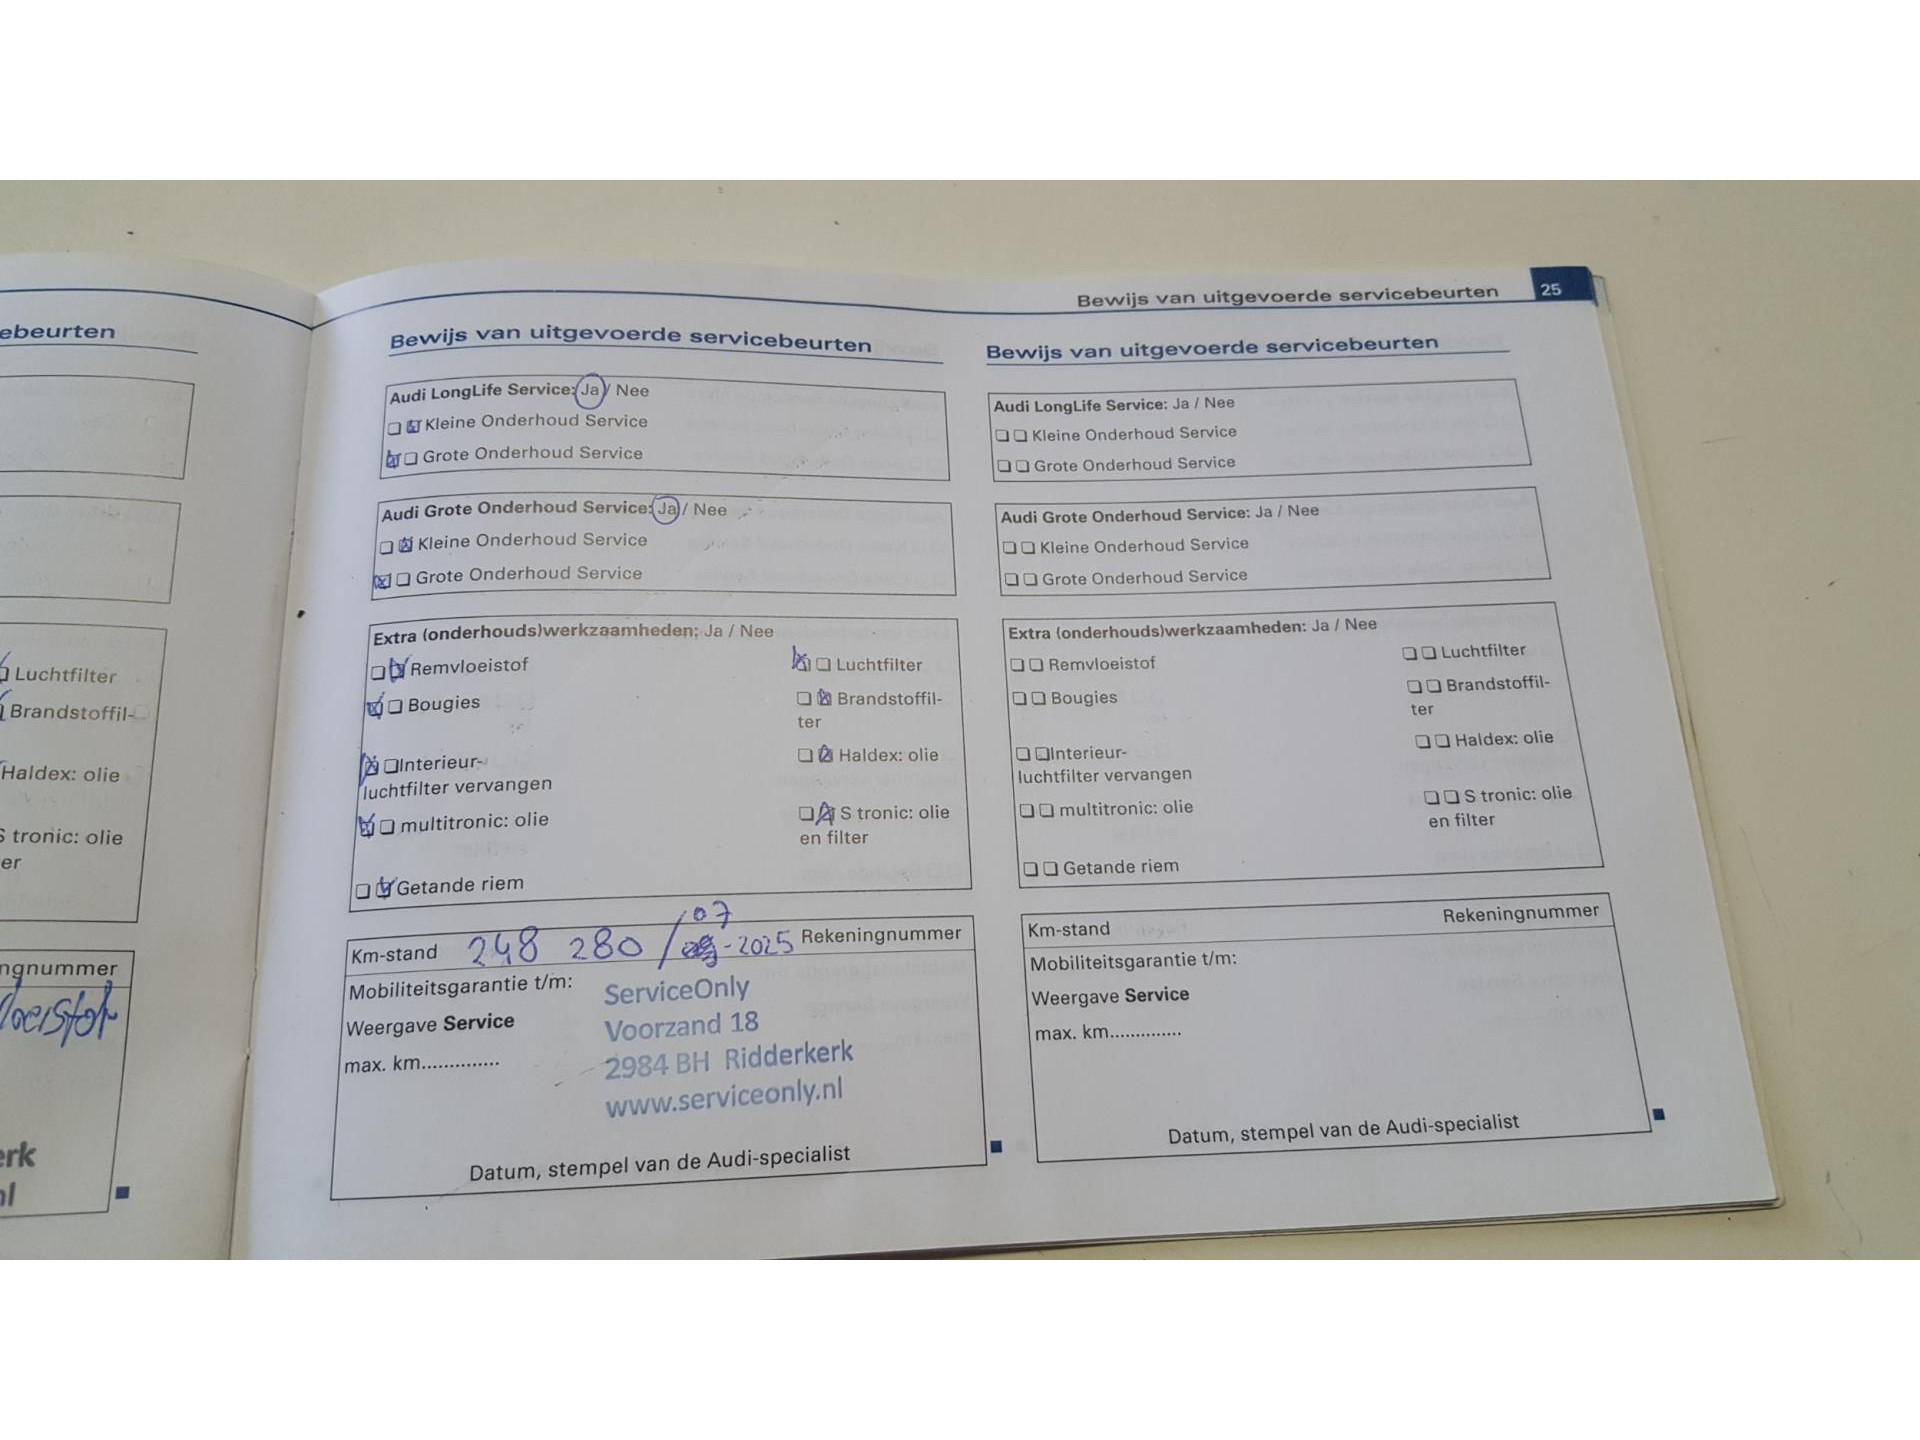 ebeurten
Luchtfilter
Brandstoffil-
Haldex: olie
S tronic: olie
er
ngnummer
erk
nl
Bewijs van uitgevoerde servicebeurten 25
Bewijs van uitgevoerde servicebeurten
Audi LongLife Service: Ja / Nee
Kleine Onderhoud Service
Grote Onderhoud Service
Audi Grote Onderhoud Service: Ja / Nee
Kleine Onderhoud Service
Grote Onderhoud Service
Extra (onderhouds)werkzaamheden: Ja / Nee
Remvloeistof
Luchtfilter
Bougies
Brandstoffil-
ter
Interieur-
luchtfilter vervangen
Haldex: olie
multitronic: olie
S tronic: olie
en filter
Getande riem
Km-stand 248 280 / 07 -2025 Rekeningnummer
Mobiliteitsgarantie t/m:
Weergave Service
max. km..............
ServiceOnly
Voorzand 18
2984 BH Ridderkerk
www.serviceonly.nl
Datum, stempel van de Audi-specialist
Bewijs van uitgevoerde servicebeurten
Audi LongLife Service: Ja / Nee
Kleine Onderhoud Service
Grote Onderhoud Service
Audi Grote Onderhoud Service: Ja / Nee
Kleine Onderhoud Service
Grote Onderhoud Service
Extra (onderhouds)werkzaamheden: Ja / Nee
Remvloeistof
Luchtfilter
Bougies
Brandstoffil-
ter
Interieur-
luchtfilter vervangen
Haldex: olie
multitronic: olie
S tronic: olie
en filter
Getande riem
Km-stand Rekeningnummer
Mobiliteitsgarantie t/m:
Weergave Service
max. km..............
Datum, stempel van de Audi-specialist